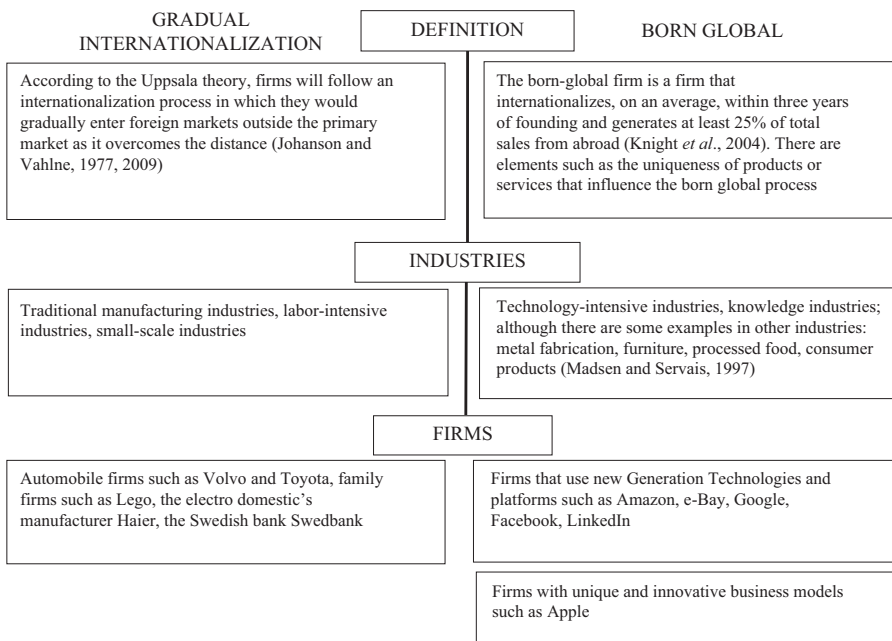 GRADUAL
INTERNATIONALIZATION
DEFINITION
BORN GLOBAL
According to the Uppsala theory, firms will follow an
internationalization process in which they would
gradually enter foreign markets outside the primary
market as it overcomes the distance (Johanson and
Vahlne, 1977, 2009)
The born-global firm is a firm that
internationalizes, on an average, within three years
of founding and generates at least 25% of total
sales from abroad (Knight et al., 2004). There are
elements such as the uniqueness of products or
services that influence the born global process
INDUSTRIES
Traditional manufacturing industries, labor-intensive
industries, small-scale industries
Technology-intensive industries, knowledge industries;
although there are some examples in other industries:
metal fabrication, furniture, processed food, consumer
products (Madsen and Servais, 1997)
FIRMS
Automobile firms such as Volvo and Toyota, family
firms such as Lego, the electro domestic’s
manufacturer Haier, the Swedish bank Swedbank
Firms that use new Generation Technologies and
platforms such as Amazon, e-Bay, Google,
Facebook, LinkedIn
Firms with unique and innovative business models
such as Apple